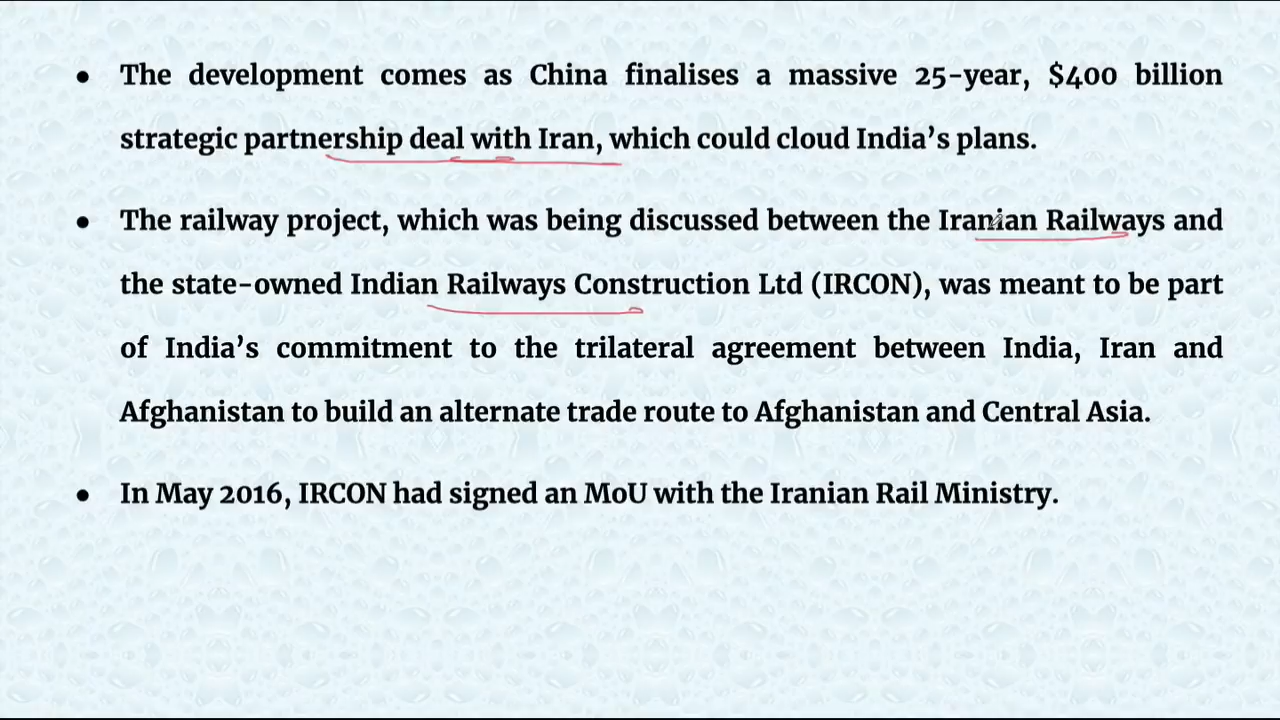 • The development comes as China finalises a massive 25-year, $400 billion
strategic partnership deal with Iran, which could cloud India’s plans.
• The railway project, which was being discussed between the Iranian Railways and
the state-owned Indian Railways Construction Ltd (IRCON), was meant to be part
of India’s commitment to the trilateral agreement between India, Iran and
Afghanistan to build an alternate trade route to Afghanistan and Central Asia.
• In May 2016, IRCON had signed an MoU with the Iranian Rail Ministry.